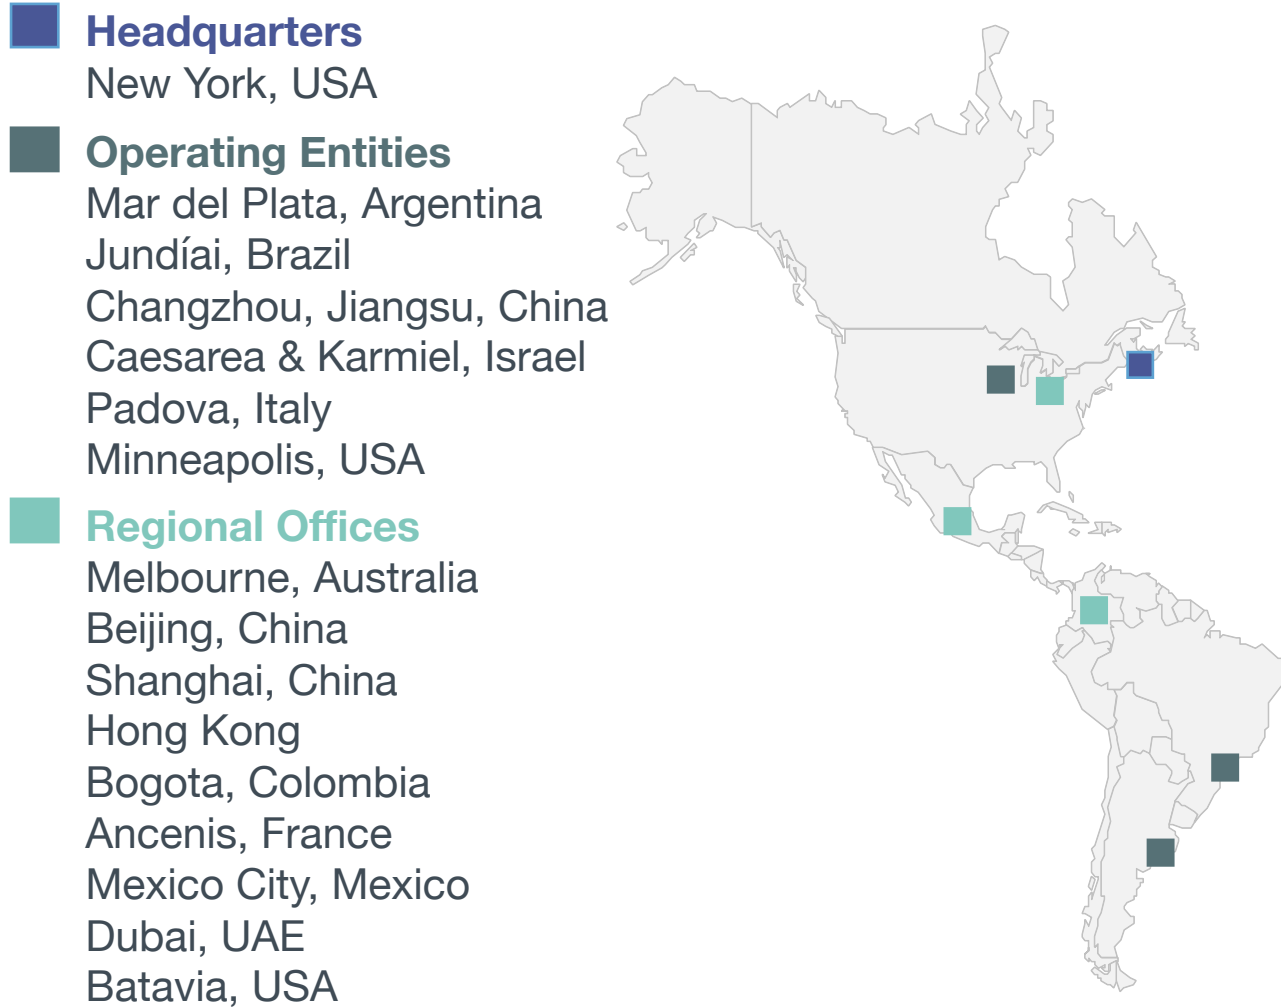 Headquarters
New York, USA
Operating Entities
Mar del Plata, Argentina
Jundíai, Brazil
Changzhou, Jiangsu, China
Caesarea & Karmiel, Israel
Padova, Italy
Minneapolis, USA
Regional Offices
Melbourne, Australia
Beijing, China
Shanghai, China
Hong Kong
Bogota, Colombia
Ancenis, France
Mexico City, Mexico
Dubai, UAE
Batavia, USA